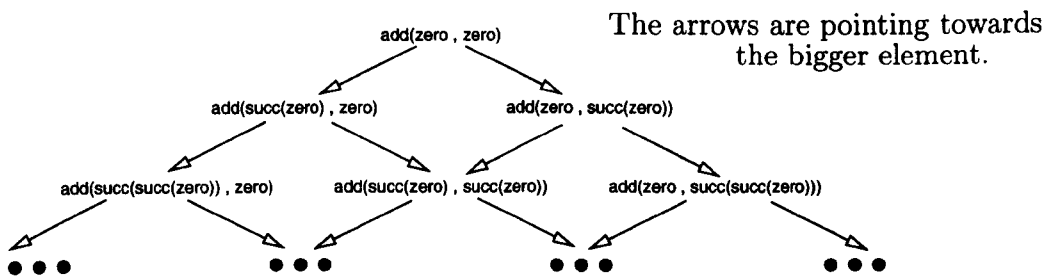 The arrows are pointing towards
the bigger element.
add(zero , zero)
add(succ(zero) , zero)
add(zero , succ(zero))
add(succ(succ(zero)) , zero)
add(succ(zero) , succ(zero))
add(zero , succ(succ(zero)))